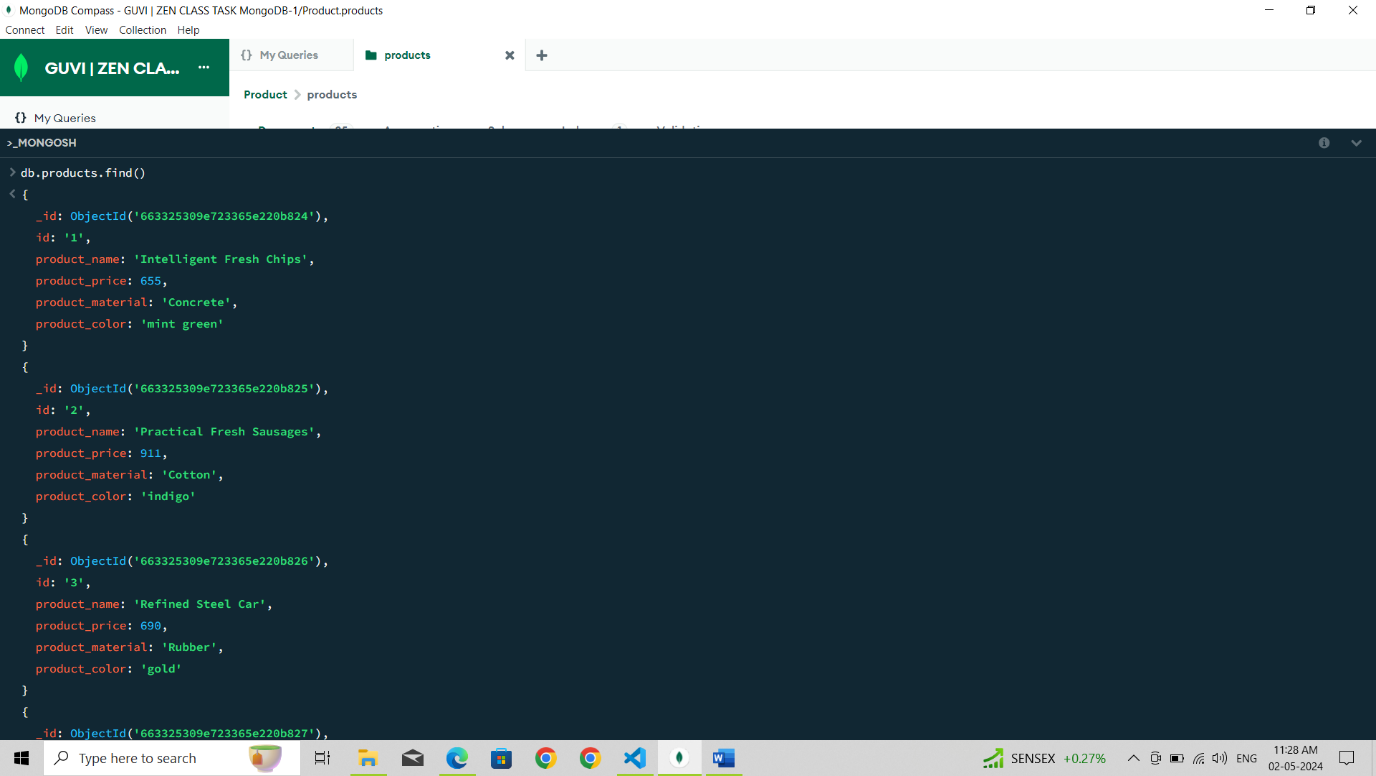 MongoDB Compass - GUVI | ZEN CLASS TASK MongoDB-1/Product.products
Connect Edit View Collection Help
GUVI | ZEN CLA... ...
{} My Queries
products
Product > products
{} My Queries
>_MONGOSH
> db.products.find()
< {
_id: ObjectId('663325309e723365e220b824'),
id: '1',
product_name: 'Intelligent Fresh Chips',
product_price: 655,
product_material: 'Concrete',
product_color: 'mint green'
}
{
_id: ObjectId('663325309e723365e220b825'),
id: '2',
product_name: 'Practical Fresh Sausages',
product_price: 911,
product_material: 'Cotton',
product_color: 'indigo'
}
{
_id: ObjectId('663325309e723365e220b826'),
id: '3',
product_name: 'Refined Steel Car',
product_price: 690,
product_material: 'Rubber',
product_color: 'gold'
}
{
_id: ObjectId('663325309e723365e220b827'),
Type here to search
SENSEX +0.27%
ENG
11:28 AM
02-05-2024